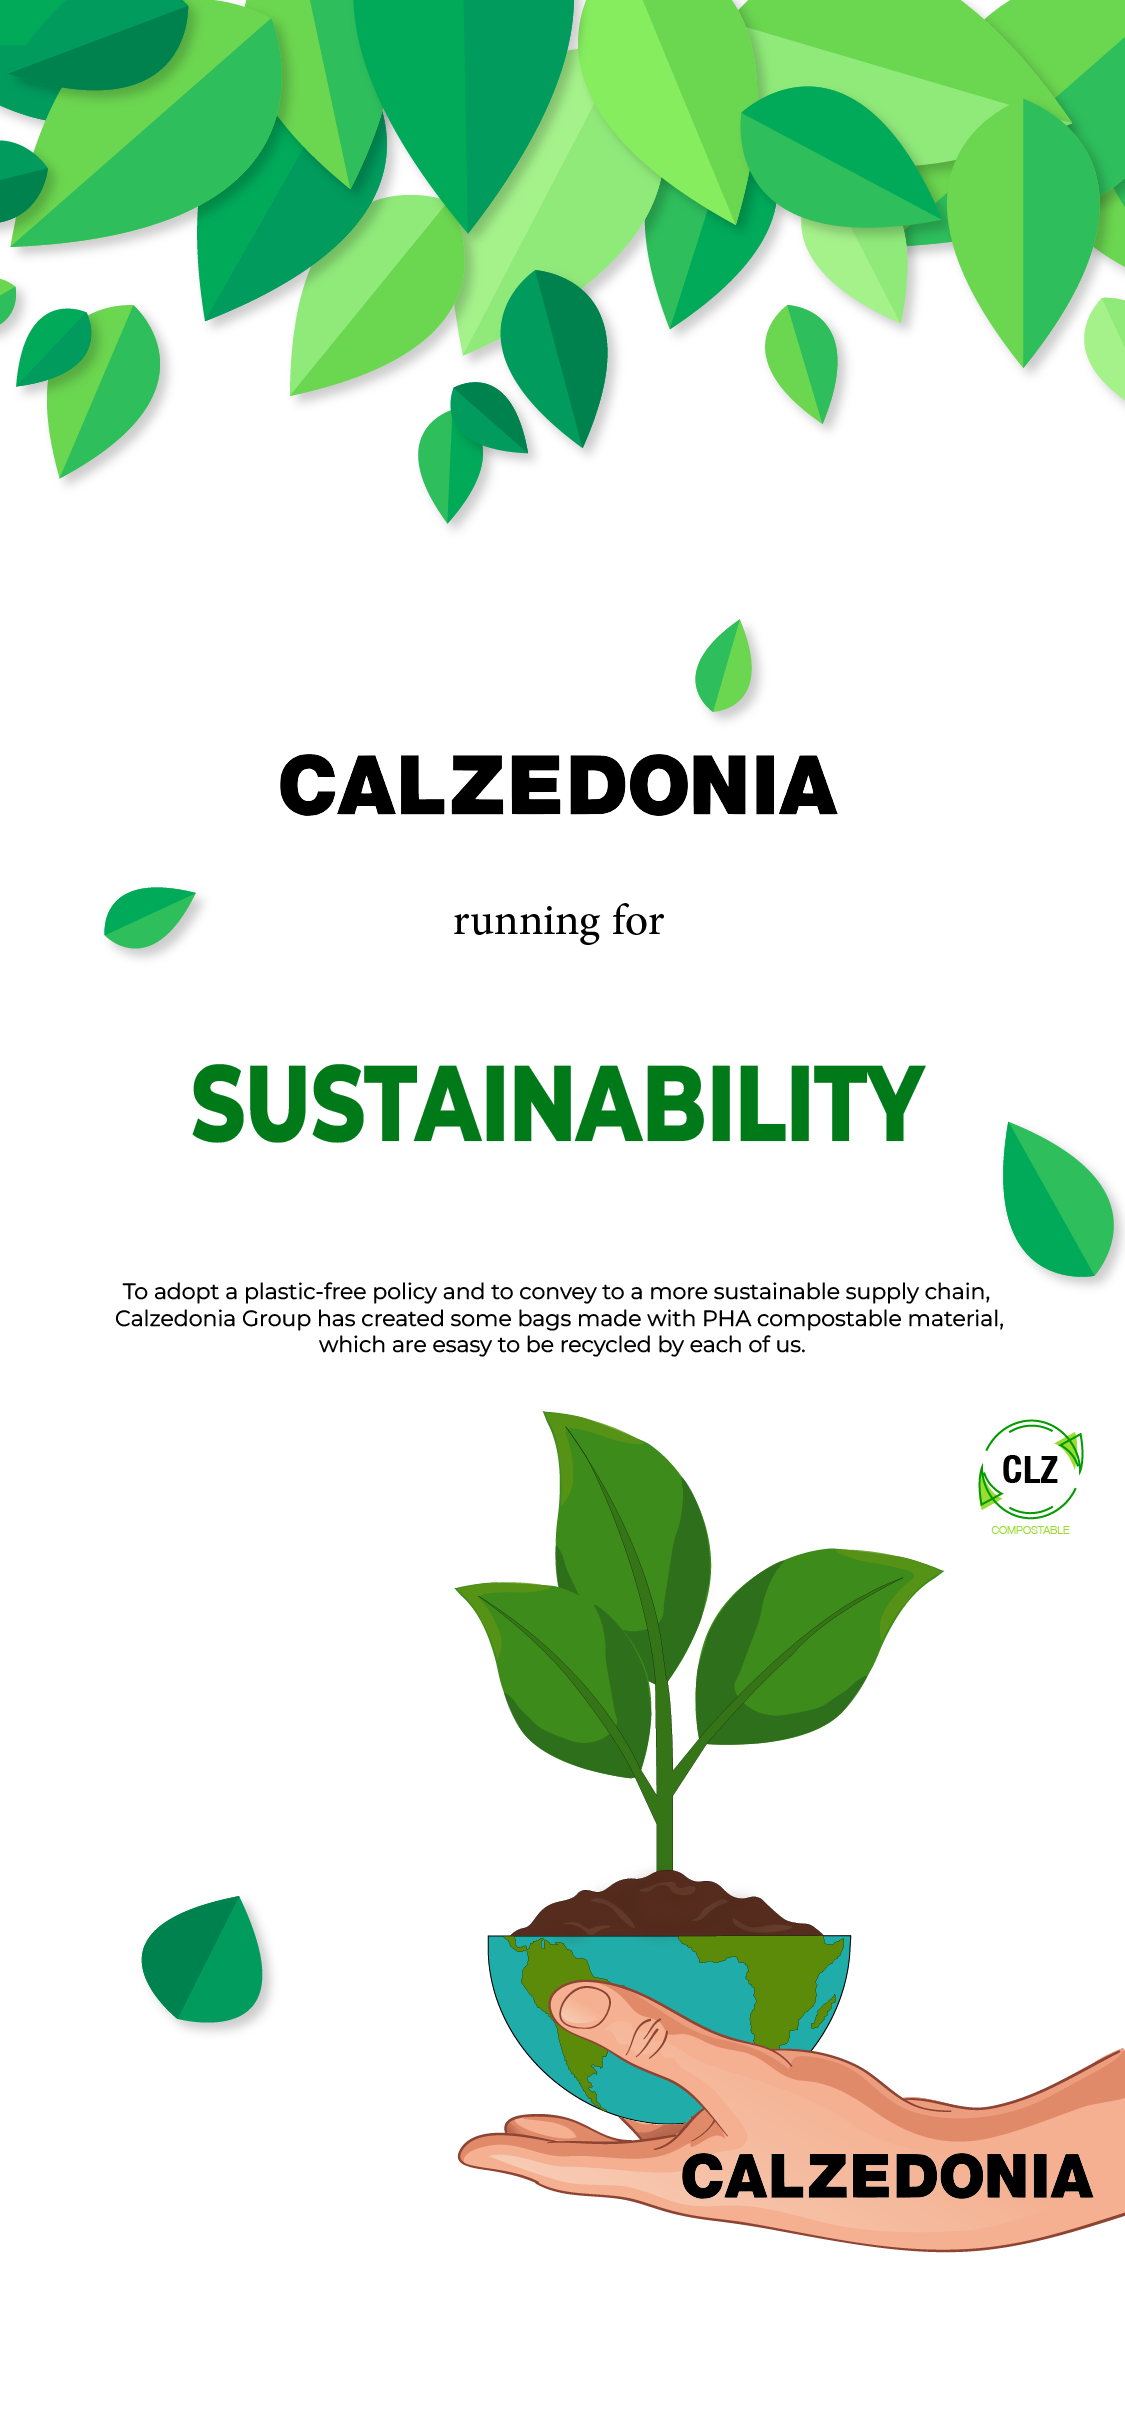 CALZEDONIA
running for
SUSTAINABILITY
To adopt a plastic-free policy and to convey to a more sustainable supply chain,
Calzedonia Group has created some bags made with PHA compostable material,
which are esasy to be recycled by each of us.
CLZ
COMPOSTABLE
CALZEDONIA